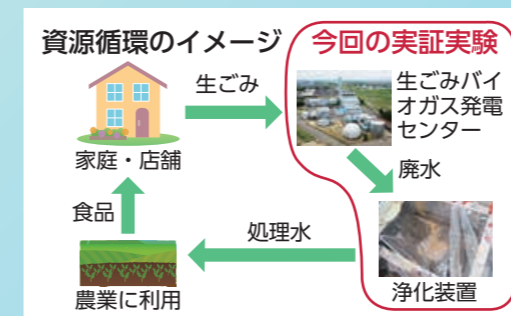 資源循環のイメージ
今回の実証実験
生ごみ
生ごみバイ
オガス発電
センター
家庭・店舗
廃水
食品
処理水
浄化装置
農業に利用